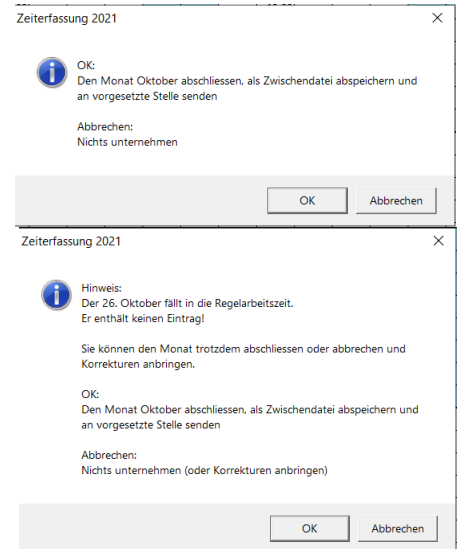 Zeiterfassung 2021
OK:
Den Monat Oktober abschliessen, als Zwischendatei abspeichern und
an vorgesetzte Stelle senden
Abbrechen:
Nichts unternehmen
OK
Abbrechen
Zeiterfassung 2021
Hinweis:
Der 26. Oktober fällt in die Regelarbeitszeit.
Er enthält keinen Eintrag!
Sie können den Monat trotzdem abschliessen oder abbrechen und
Korrekturen anbringen.
OK:
Den Monat Oktober abschliessen, als Zwischendatei abspeichern und
an vorgesetzte Stelle senden
Abbrechen:
Nichts unternehmen (oder Korrekturen anbringen)
OK
Abbrechen